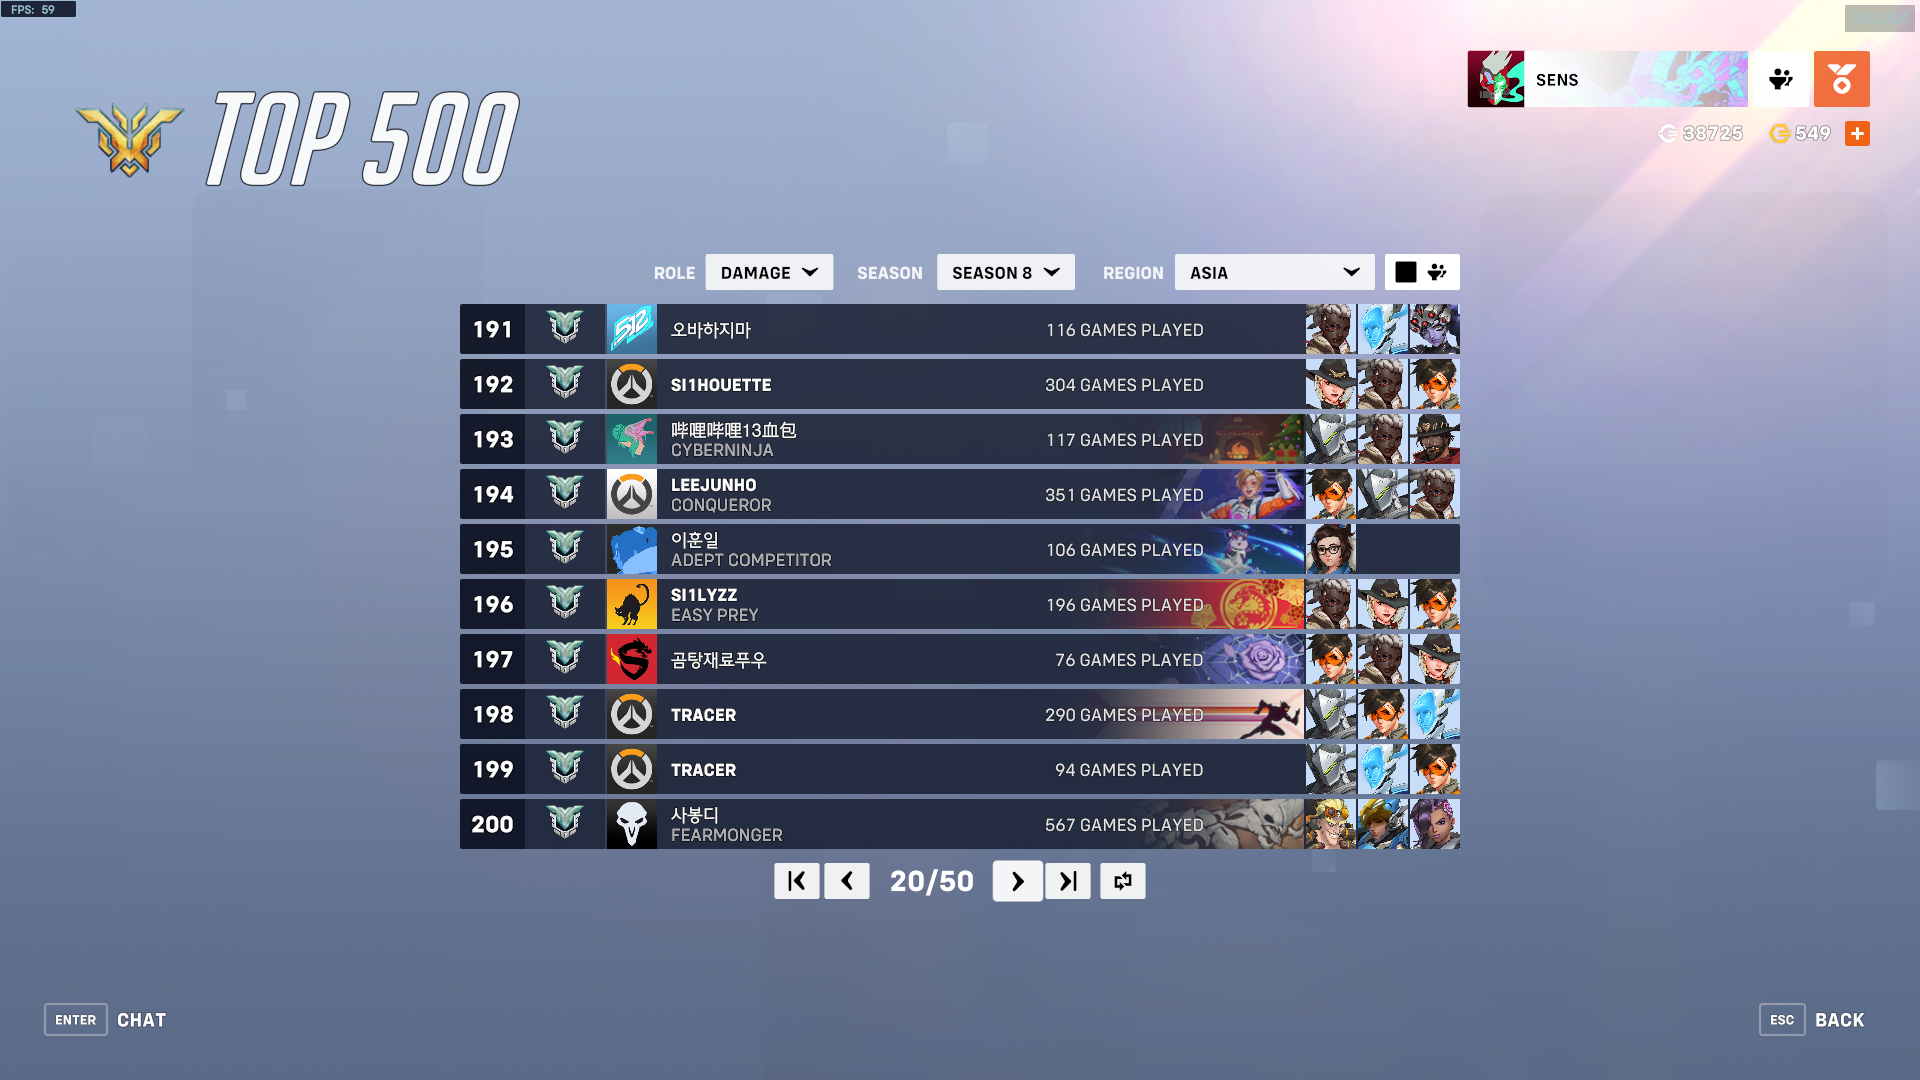 FPS: 59
TOP 500
SENS
38725
549
ROLE DAMAGE SEASON SEASON 8 REGION ASIA
191 512 오바하지마 116 GAMES PLAYED
192 SI1HOUETTE 304 GAMES PLAYED
193 哔哩哔哩13血包 117 GAMES PLAYED
CYBERNINJA
194 LEEJUNHO 351 GAMES PLAYED
CONQUEROR
195 이훈일 106 GAMES PLAYED
ADEPT COMPETITOR
196 SI1LYZZ 196 GAMES PLAYED
EASY PREY
197 곰탕재료푸우 76 GAMES PLAYED
198 TRACER 290 GAMES PLAYED
199 TRACER 94 GAMES PLAYED
200 사봉디 567 GAMES PLAYED
FEARMONGER
20/50
ENTER CHAT
ESC BACK